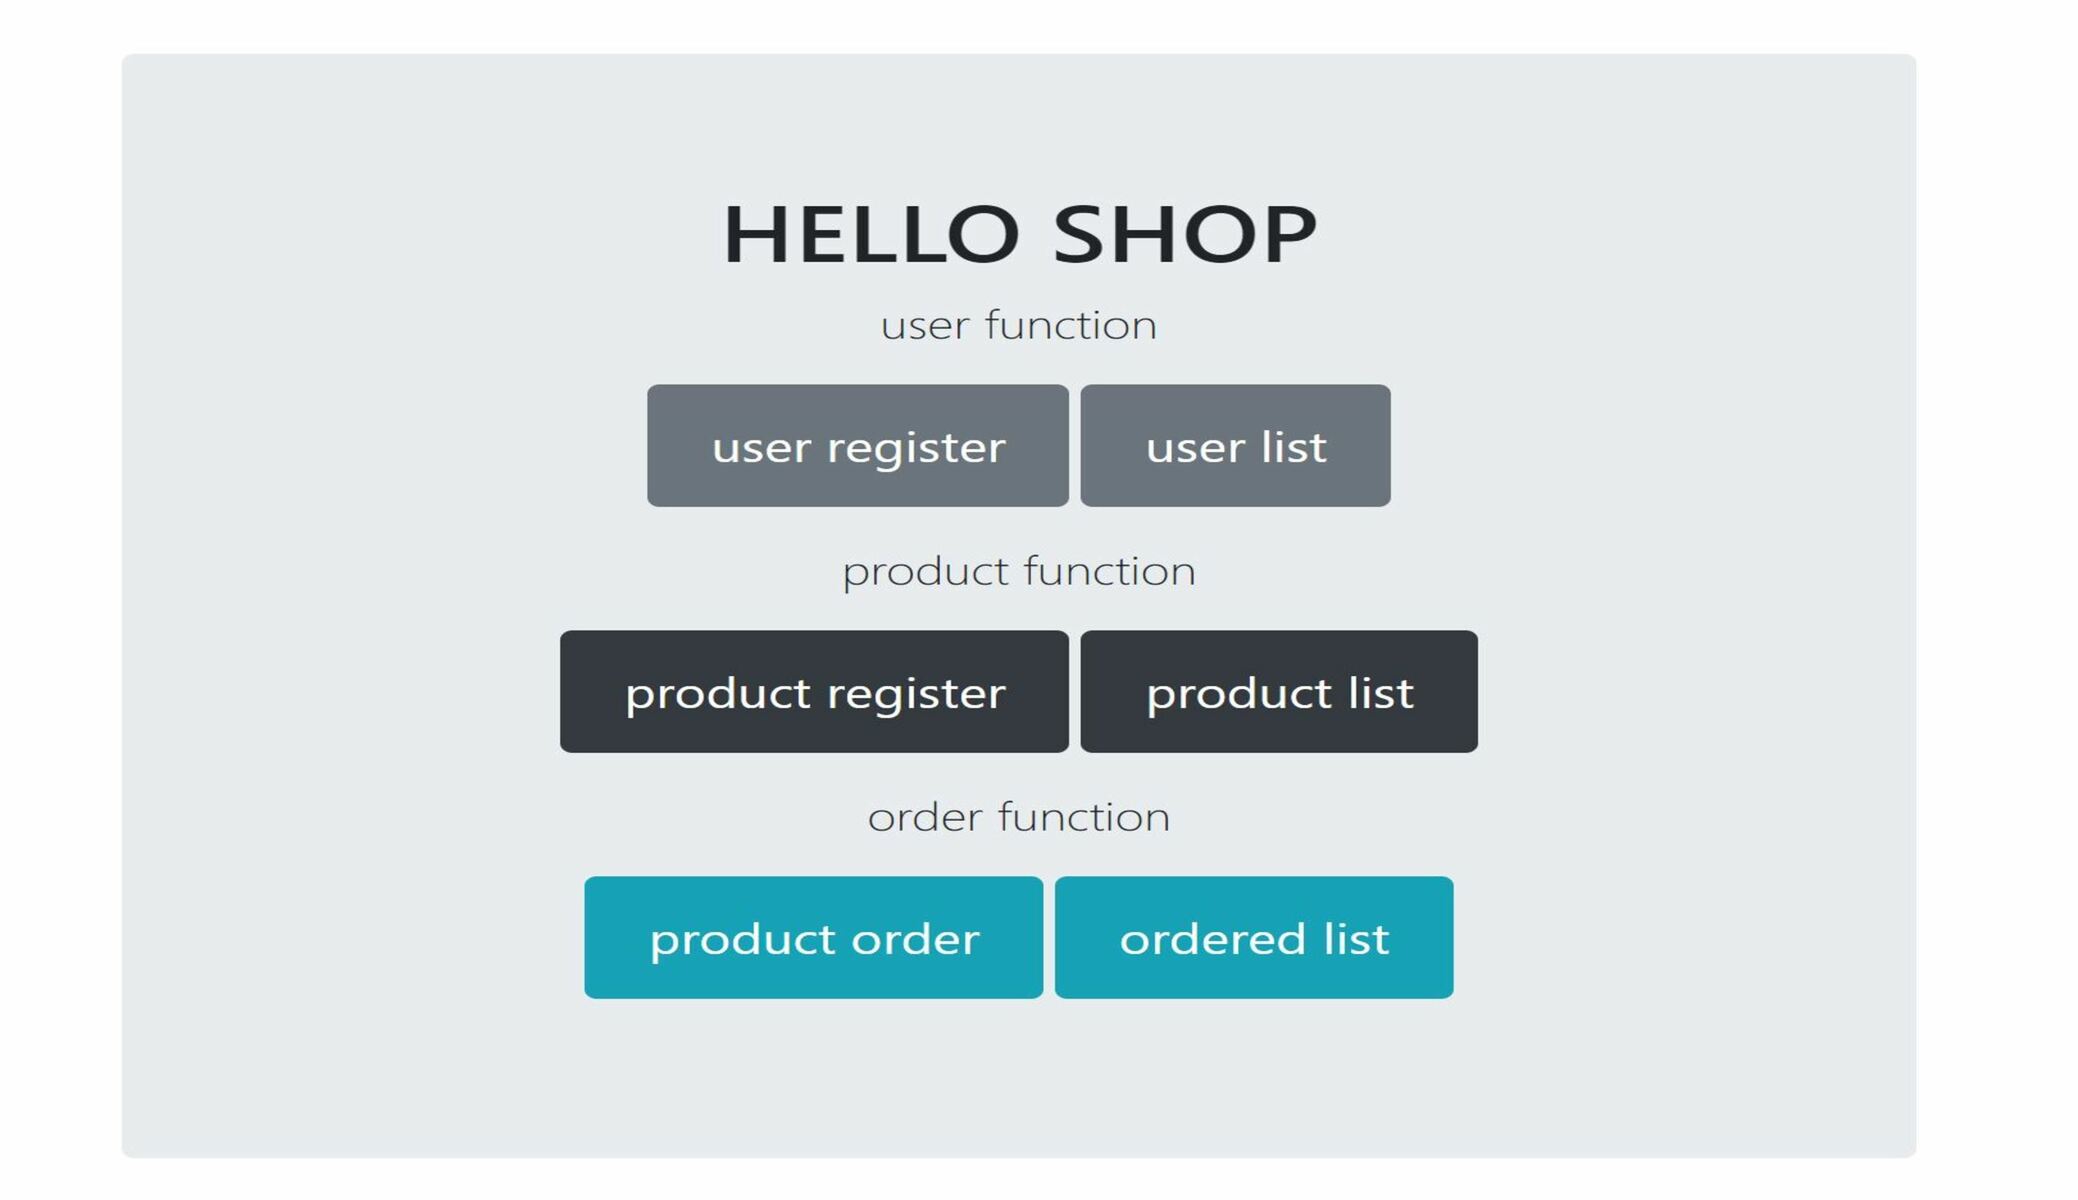 HELLO SHOP
user function
user register user list
product function
product register product list
order function
product order ordered list